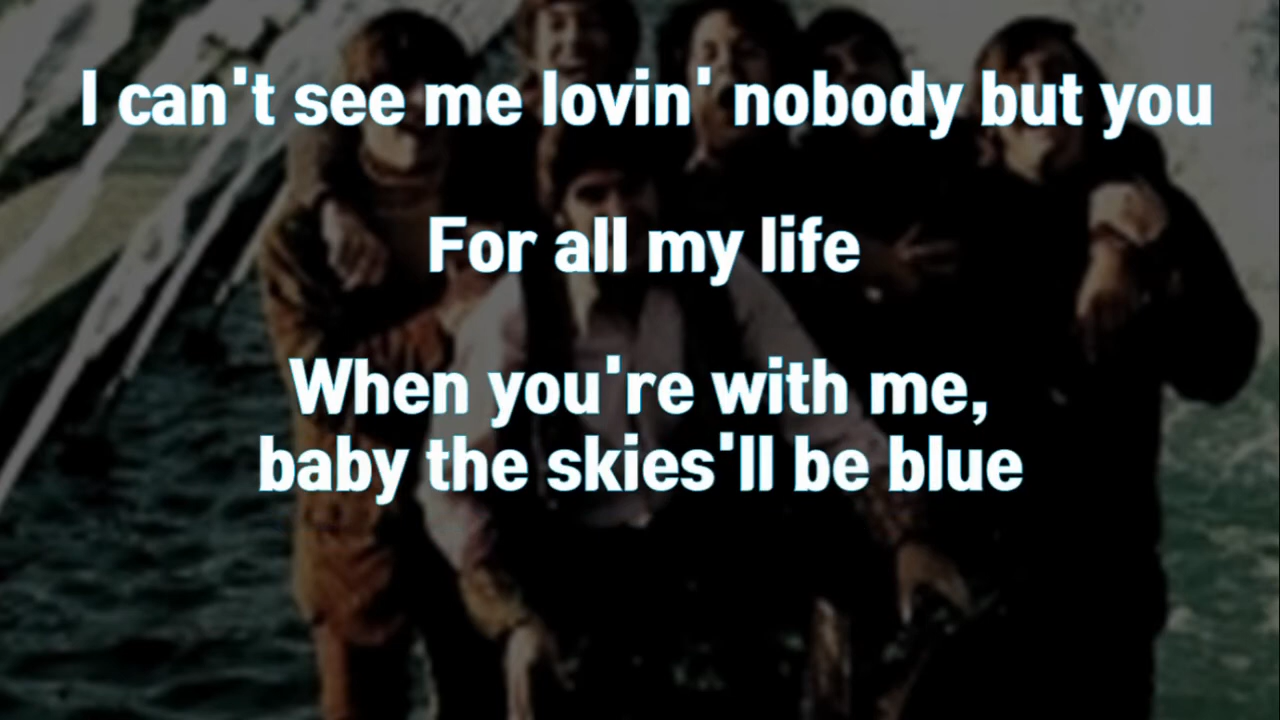 I can't see me lovin' nobody but you
For all my life
When you're with me,
baby the skies'll be blue